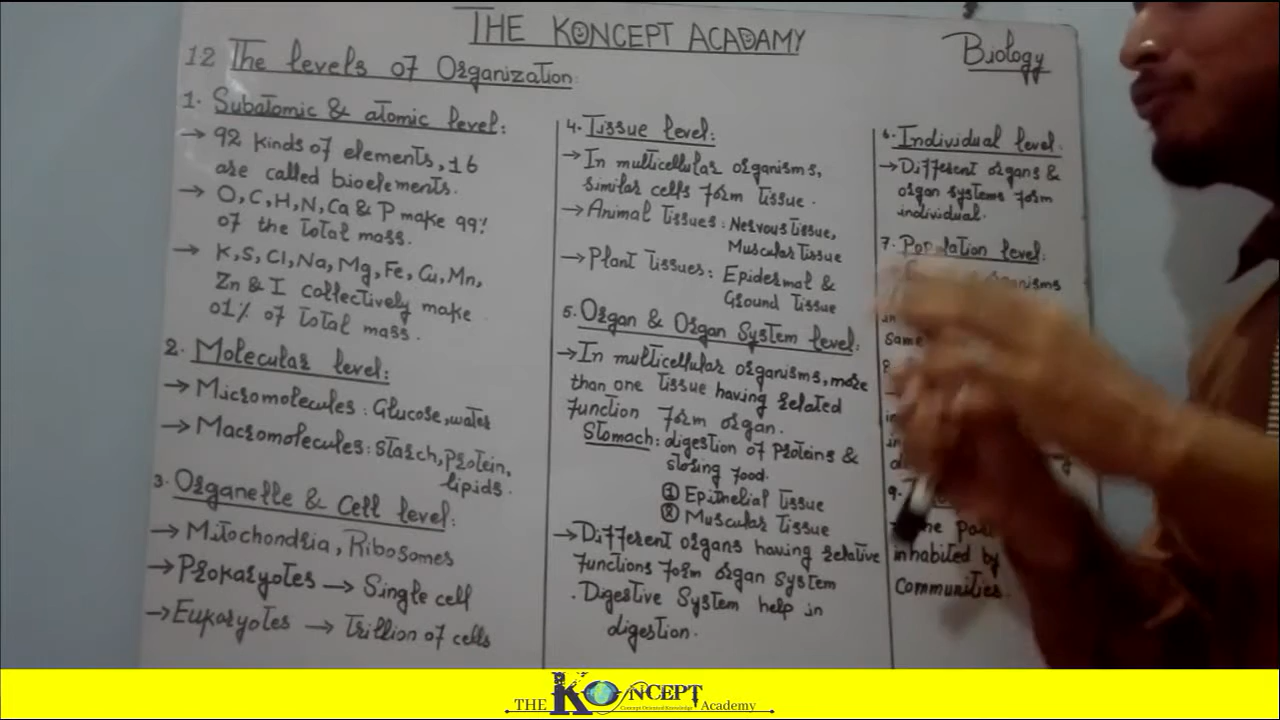 THE KONCEPT ACADAMY
Biology
12 The levels of Organization
1. Subatomic & atomic level:
→ 92 kinds of elements, 16
are called bioelements.
→ O, C, H, N, Ca & P make 99%
of the total mass.
→ K, S, Cl, Na, Mg, Fe, Cu, Mn,
Zn & I collectively make
01% of total mass.
2. Molecular level:
→ Micromolecules: Glucose, water
→ Macromolecules: starch, protein,
lipids.
3. Organelle & Cell level:
→ Mitochondria, Ribosomes
→ Prokaryotes → Single cell
→ Eukaryotes → Trillion of cells
4. Tissue level:
→ In multicellular organisms,
similar cells form tissue.
→ Animal tissues: Nervous tissue,
Muscular tissue
→ Plant tissues: Epidermal &
Ground tissue
5. Organ & Organ System level:
→ In multicellular organisms, more
than one tissue having related
function form organ.
Stomach: digestion of proteins &
storing food.
① Epithelial tissue
② Muscular tissue
→ Different organs having relative
functions form organ system
. Digestive System help in
digestion.
6. Individual level.
→ Different organs &
organ systems form
individual.
7. Population level:
in
same
8
9.
inhabited by
communities.
THE KONCEPT Academy
Concept Oriented Knowledge